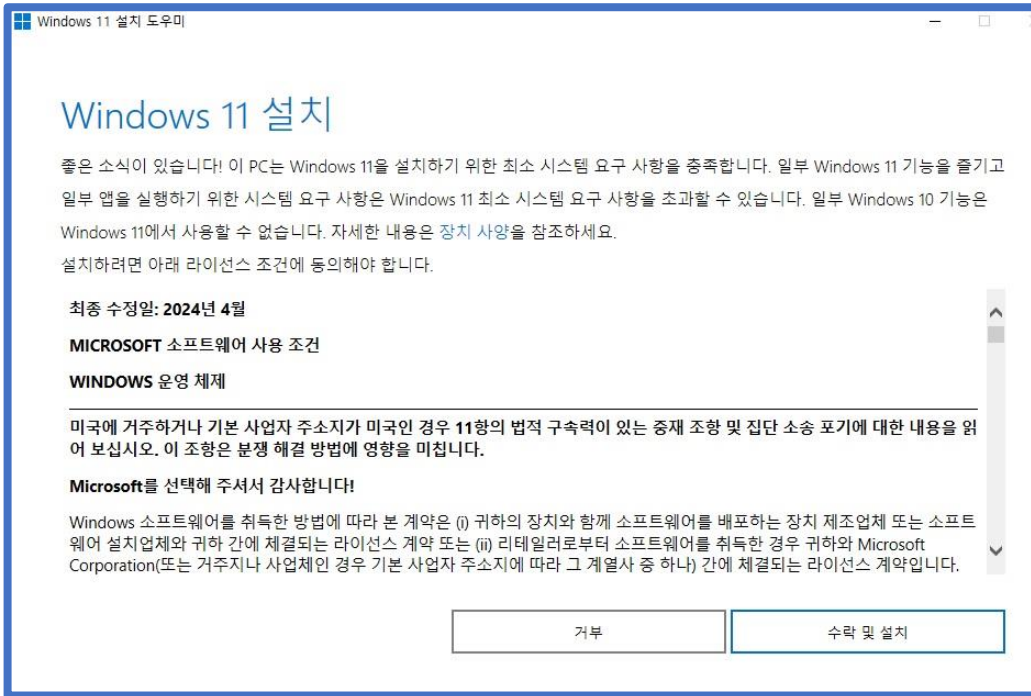 Windows 11 설치 도우미
Windows 11 설치
좋은 소식이 있습니다! 이 PC는 Windows 11을 설치하기 위한 최소 시스템 요구 사항을 충족합니다. 일부 Windows 11 기능을 즐기고
일부 앱을 실행하기 위한 시스템 요구 사항은 Windows 11 최소 시스템 요구 사항을 초과할 수 있습니다. 일부 Windows 10 기능은
Windows 11에서 사용할 수 없습니다. 자세한 내용은 장치 사양을 참조하세요.
설치하려면 아래 라이선스 조건에 동의해야 합니다.
최종 수정일: 2024년 4월
MICROSOFT 소프트웨어 사용 조건
WINDOWS 운영 체제
미국에 거주하거나 기본 사업자 주소지가 미국인 경우 11항의 법적 구속력이 있는 중재 조항 및 집단 소송 포기에 대한 내용을 읽
어 보십시오. 이 조항은 분쟁 해결 방법에 영향을 미칩니다.
Microsoft를 선택해 주셔서 감사합니다!
Windows 소프트웨어를 취득한 방법에 따라 본 계약은 (i) 귀하의 장치와 함께 소프트웨어를 배포하는 장치 제조업체 또는 소프트
웨어 설치업체와 귀하 간에 체결되는 라이선스 계약 또는 (ii) 리테일러로부터 소프트웨어를 취득한 경우 귀하와 Microsoft
Corporation(또는 거주지나 사업체인 경우 기본 사업자 주소지에 따라 그 계열사 중 하나) 간에 체결되는 라이선스 계약입니다.
거부
수락 및 설치